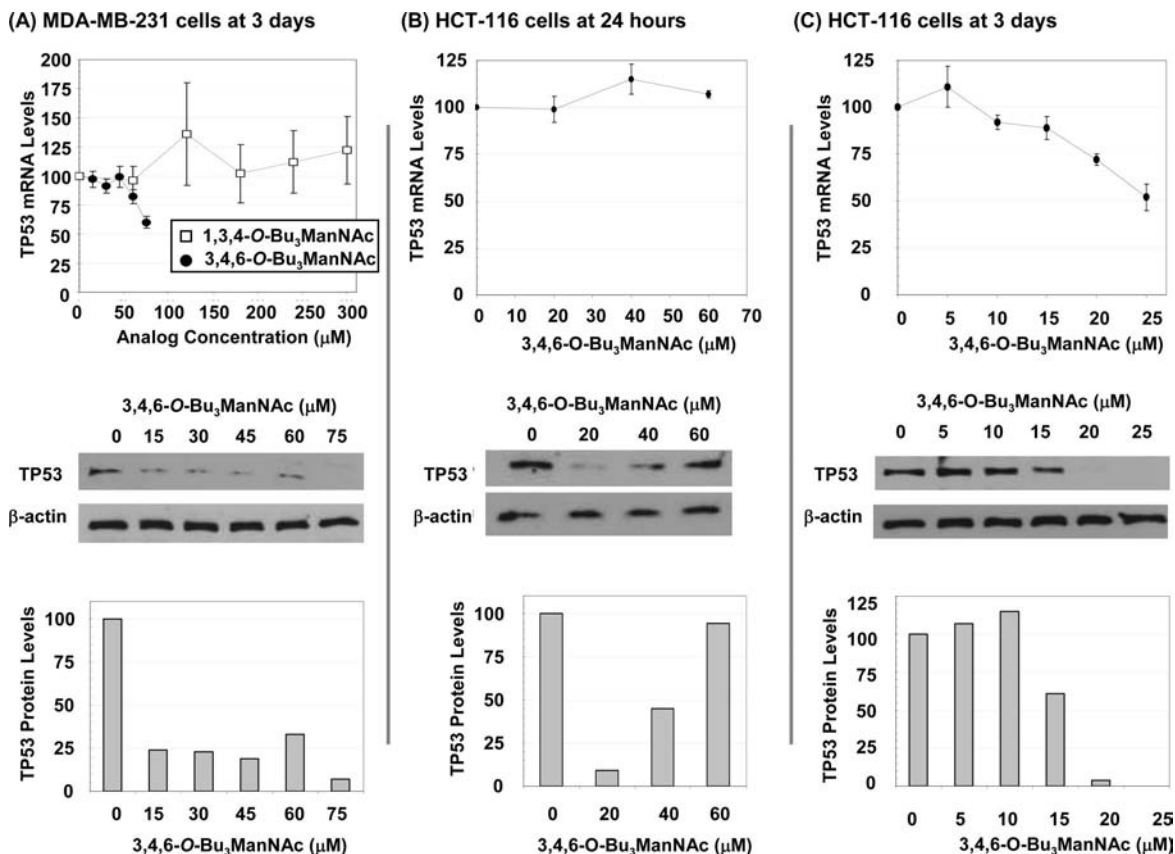 (A) MDA-MB-231 cells at 3 days
200
175
150
125
100
75
50
25
0
TP53 mRNA Levels
1,3,4-O-Bu₃ManNAc
3,4,6-O-Bu₃ManNAc
0 50 100 150 200 250 300
Analog Concentration (μM)
3,4,6-O-Bu₃ManNAc (μM)
0 15 30 45 60 75
TP53
β-actin
100
75
50
25
0
TP53 Protein Levels
0 15 30 45 60 75
3,4,6-O-Bu₃ManNAc (μM)
(B) HCT-116 cells at 24 hours
125
100
75
50
25
0
TP53 mRNA Levels
0 10 20 30 40 50 60 70
3,4,6-O-Bu₃ManNAc (μM)
3,4,6-O-Bu₃ManNAc (μM)
0 20 40 60
TP53
β-actin
100
75
50
25
0
TP53 Protein Levels
0 20 40 60
3,4,6-O-Bu₃ManNAc (μM)
(C) HCT-116 cells at 3 days
125
100
75
50
25
0
TP53 mRNA Levels
0 5 10 15 20 25
3,4,6-O-Bu₃ManNAc (μM)
3,4,6-O-Bu₃ManNAc (μM)
0 5 10 15 20 25
TP53
β-actin
125
100
75
50
25
0
TP53 Protein Levels
0 5 10 15 20 25
3,4,6-O-Bu₃ManNAc (μM)